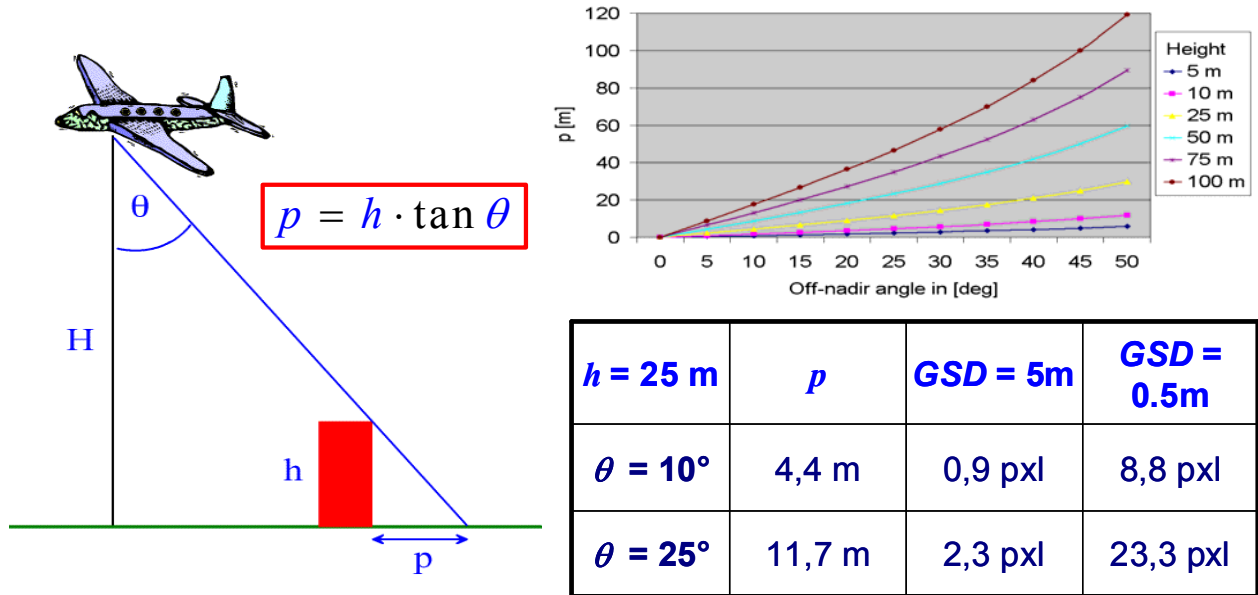 θ
p = h · tan θ
H
h
p
120
100
80
60
40
20
0
p [m]
0 5 10 15 20 25 30 35 40 45 50
Off-nadir angle in [deg]
Height
5 m
10 m
25 m
50 m
75 m
100 m
h = 25 m p GSD = 5m GSD =
0.5m
θ = 10° 4,4 m 0,9 pxl 8,8 pxl
θ = 25° 11,7 m 2,3 pxl 23,3 pxl